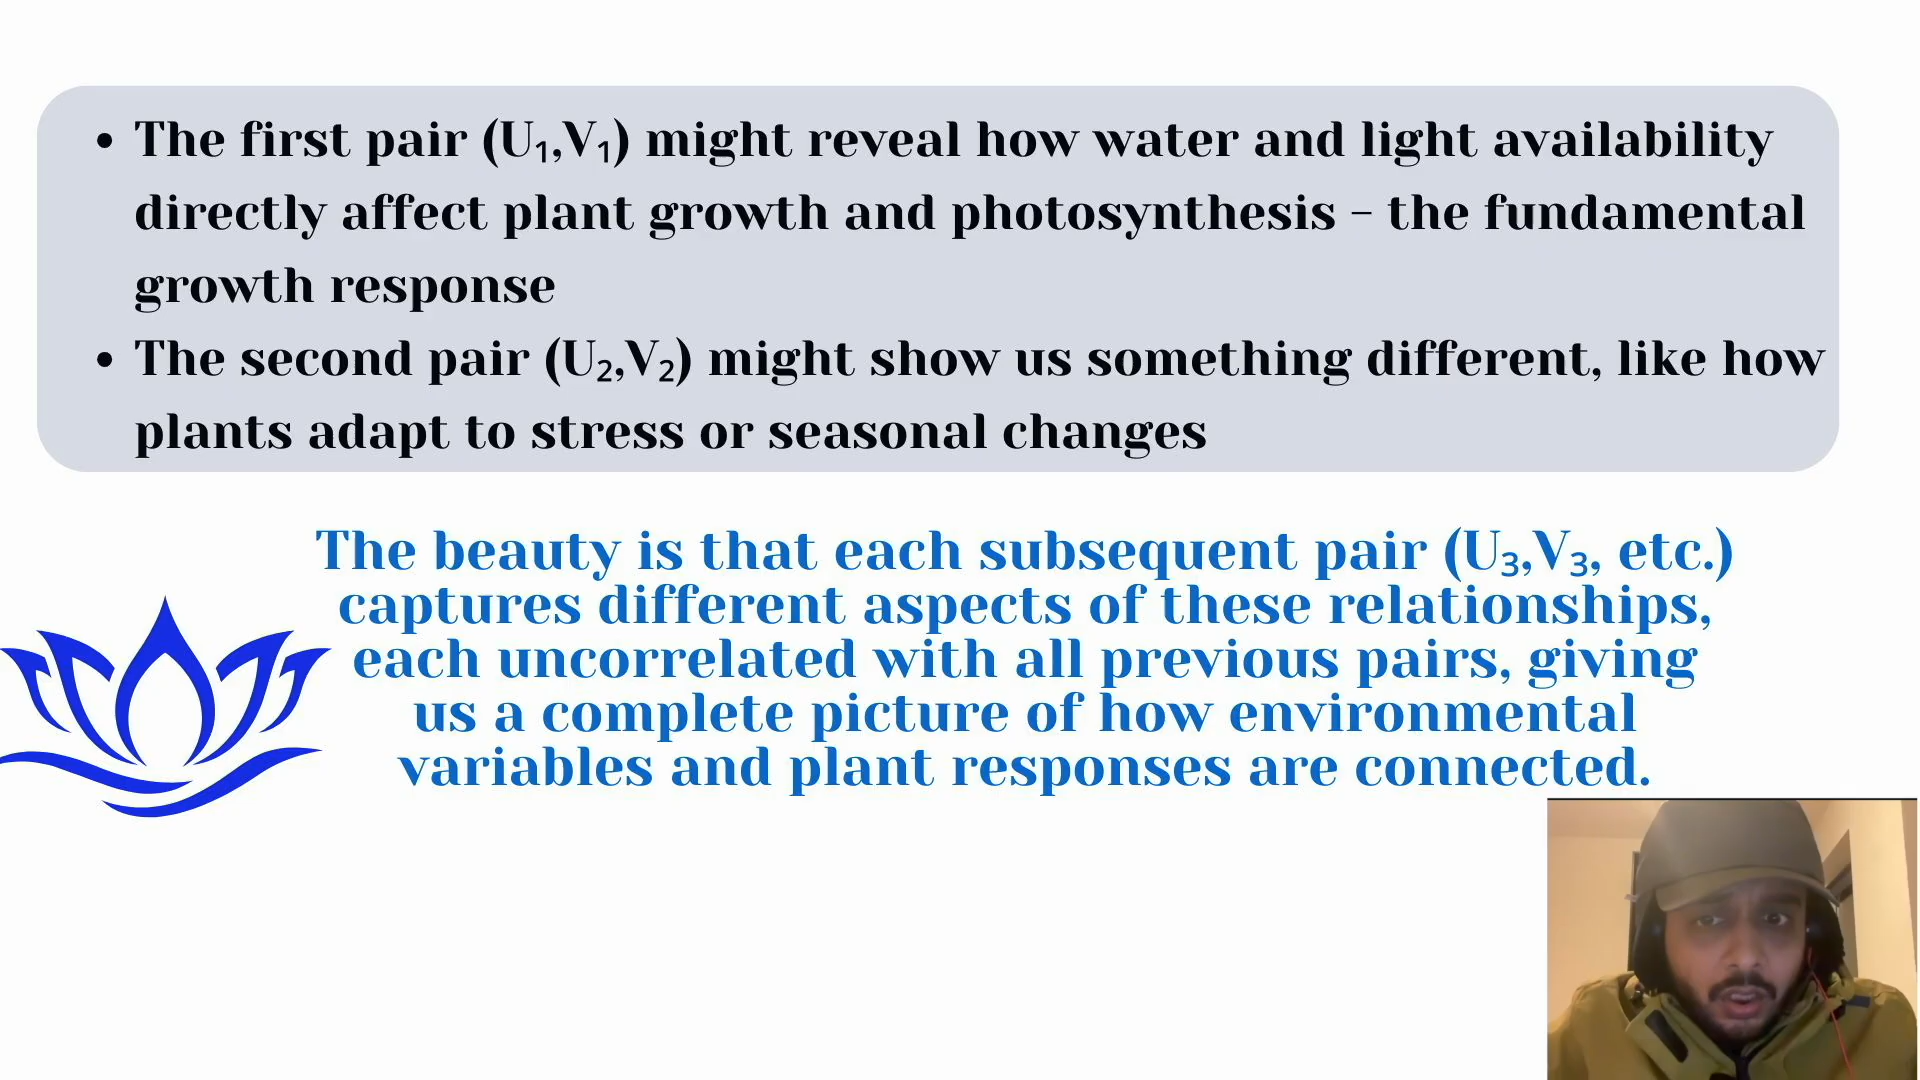 • The first pair (U₁,V₁) might reveal how water and light availability
directly affect plant growth and photosynthesis - the fundamental
growth response
• The second pair (U₂,V₂) might show us something different, like how
plants adapt to stress or seasonal changes
The beauty is that each subsequent pair (U₃,V₃, etc.)
captures different aspects of these relationships,
each uncorrelated with all previous pairs, giving
us a complete picture of how environmental
variables and plant responses are connected.